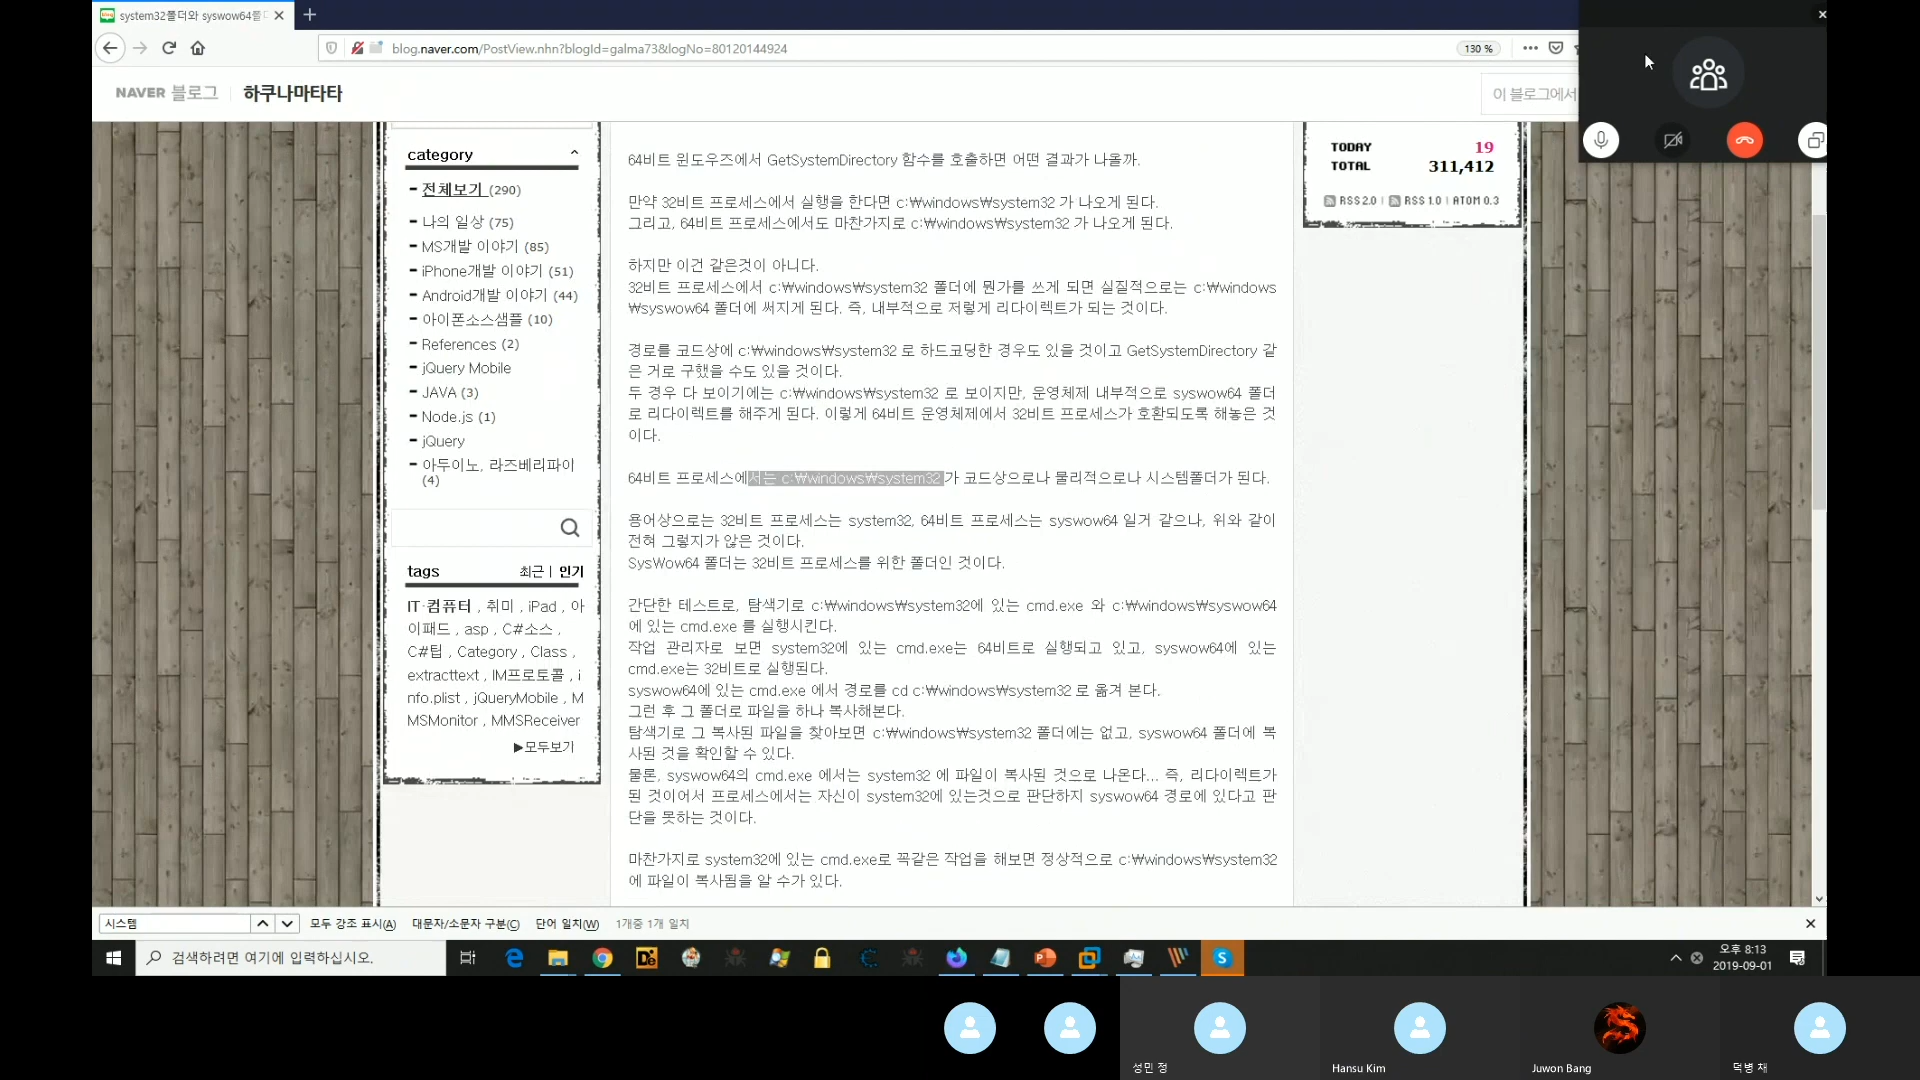 system32폴더와 syswow64폴더
blog.naver.com/PostView.nhn?blogId=galma73&logNo=80120144924
130 %
NAVER 블로그
하쿠나마타타
이 블로그에서
category
전체보기 (290)
나의 일상 (75)
MS개발 이야기 (85)
iPhone개발 이야기 (51)
Android개발 이야기 (44)
아이폰소스샘플 (10)
References (2)
jQuery Mobile
JAVA (3)
Node.js (1)
jQuery
아두이노, 라즈베리파이
(4)
tags
최근 | 인기
IT·컴퓨터 , 취미 , iPad , 아
이패드 , asp , C#소스 ,
C#팁 , Category , Class ,
extracttext , IM프로토콜 , i
nfo.plist , jQueryMobile , M
MSMonitor , MMSReceiver
▶모두보기
64비트 윈도우즈에서 GetSystemDirectory 함수를 호출하면 어떤 결과가 나올까.
만약 32비트 프로세스에서 실행을 한다면 c:₩windows₩system32 가 나오게 된다.
그리고, 64비트 프로세스에서도 마찬가지로 c:₩windows₩system32 가 나오게 된다.
하지만 이건 같은것이 아니다.
32비트 프로세스에서 c:₩windows₩system32 폴더에 뭔가를 쓰게 되면 실질적으로는 c:₩windows
₩syswow64 폴더에 써지게 된다. 즉, 내부적으로 저렇게 리다이렉트가 되는 것이다.
경로를 코드상에 c:₩windows₩system32 로 하드코딩한 경우도 있을 것이고 GetSystemDirectory 같
은 거로 구했을 수도 있을 것이다.
두 경우 다 보이기에는 c:₩windows₩system32 로 보이지만, 운영체제 내부적으로 syswow64 폴더
로 리다이렉트를 해주게 된다. 이렇게 64비트 운영체제에서 32비트 프로세스가 호환되도록 해놓은 것
이다.
64비트 프로세스에서는 c:₩windows₩system32 가 코드상으로나 물리적으로나 시스템폴더가 된다.
용어상으로는 32비트 프로세스는 system32, 64비트 프로세스는 syswow64 일거 같으나, 위와 같이
전혀 그렇지가 않은 것이다.
SysWow64 폴더는 32비트 프로세스를 위한 폴더인 것이다.
간단한 테스트로, 탐색기로 c:₩windows₩system32에 있는 cmd.exe 와 c:₩windows₩syswow64
에 있는 cmd.exe 를 실행시킨다.
작업 관리자로 보면 system32에 있는 cmd.exe는 64비트로 실행되고 있고, syswow64에 있는
cmd.exe는 32비트로 실행된다.
syswow64에 있는 cmd.exe 에서 경로를 cd c:₩windows₩system32 로 옮겨 본다.
그런 후 그 폴더로 파일을 하나 복사해본다.
탐색기로 그 복사된 파일을 찾아보면 c:₩windows₩system32 폴더에는 없고, syswow64 폴더에 복
사된 것을 확인할 수 있다.
물론, syswow64의 cmd.exe 에서는 system32 에 파일이 복사된 것으로 나온다... 즉, 리다이렉트가
된 것이어서 프로세스에서는 자신이 system32에 있는것으로 판단하지 syswow64 경로에 있다고 판
단을 못하는 것이다.
마찬가지로 system32에 있는 cmd.exe로 꼭같은 작업을 해보면 정상적으로 c:₩windows₩system32
에 파일이 복사됨을 알 수가 있다.
TODAY 19
TOTAL 311,412
RSS 2.0 | RSS 1.0 | ATOM 0.3
시스템
모두 강조 표시(A)
대문자/소문자 구분(C)
단어 일치(W)
1개중 1개 일치
검색하려면 여기에 입력하십시오.
오후 8:13
2019-09-01
성민 정
Hansu Kim
Juwon Bang
덕병 채